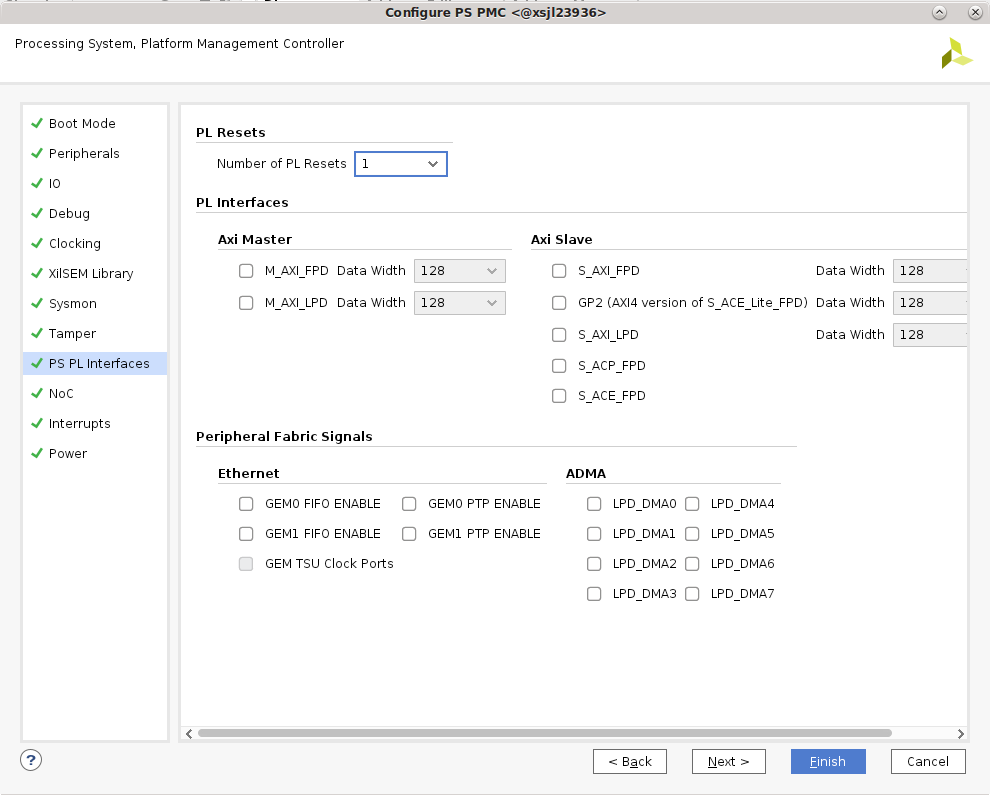 Configure PS PMC <@xsjl23936>
Processing System, Platform Management Controller
Boot Mode
Peripherals
IO
Debug
Clocking
XilSEM Library
Sysmon
Tamper
PS PL Interfaces
NoC
Interrupts
Power
PL Resets
Number of PL Resets 1
PL Interfaces
Axi Master
M_AXI_FPD Data Width 128
M_AXI_LPD Data Width 128
Axi Slave
S_AXI_FPD Data Width 128
GP2 (AXI4 version of S_ACE_Lite_FPD) Data Width 128
S_AXI_LPD Data Width 128
S_ACP_FPD
S_ACE_FPD
Peripheral Fabric Signals
Ethernet
GEM0 FIFO ENABLE GEM0 PTP ENABLE
GEM1 FIFO ENABLE GEM1 PTP ENABLE
GEM TSU Clock Ports
ADMA
LPD_DMA0 LPD_DMA4
LPD_DMA1 LPD_DMA5
LPD_DMA2 LPD_DMA6
LPD_DMA3 LPD_DMA7
?
< Back Next > Finish Cancel